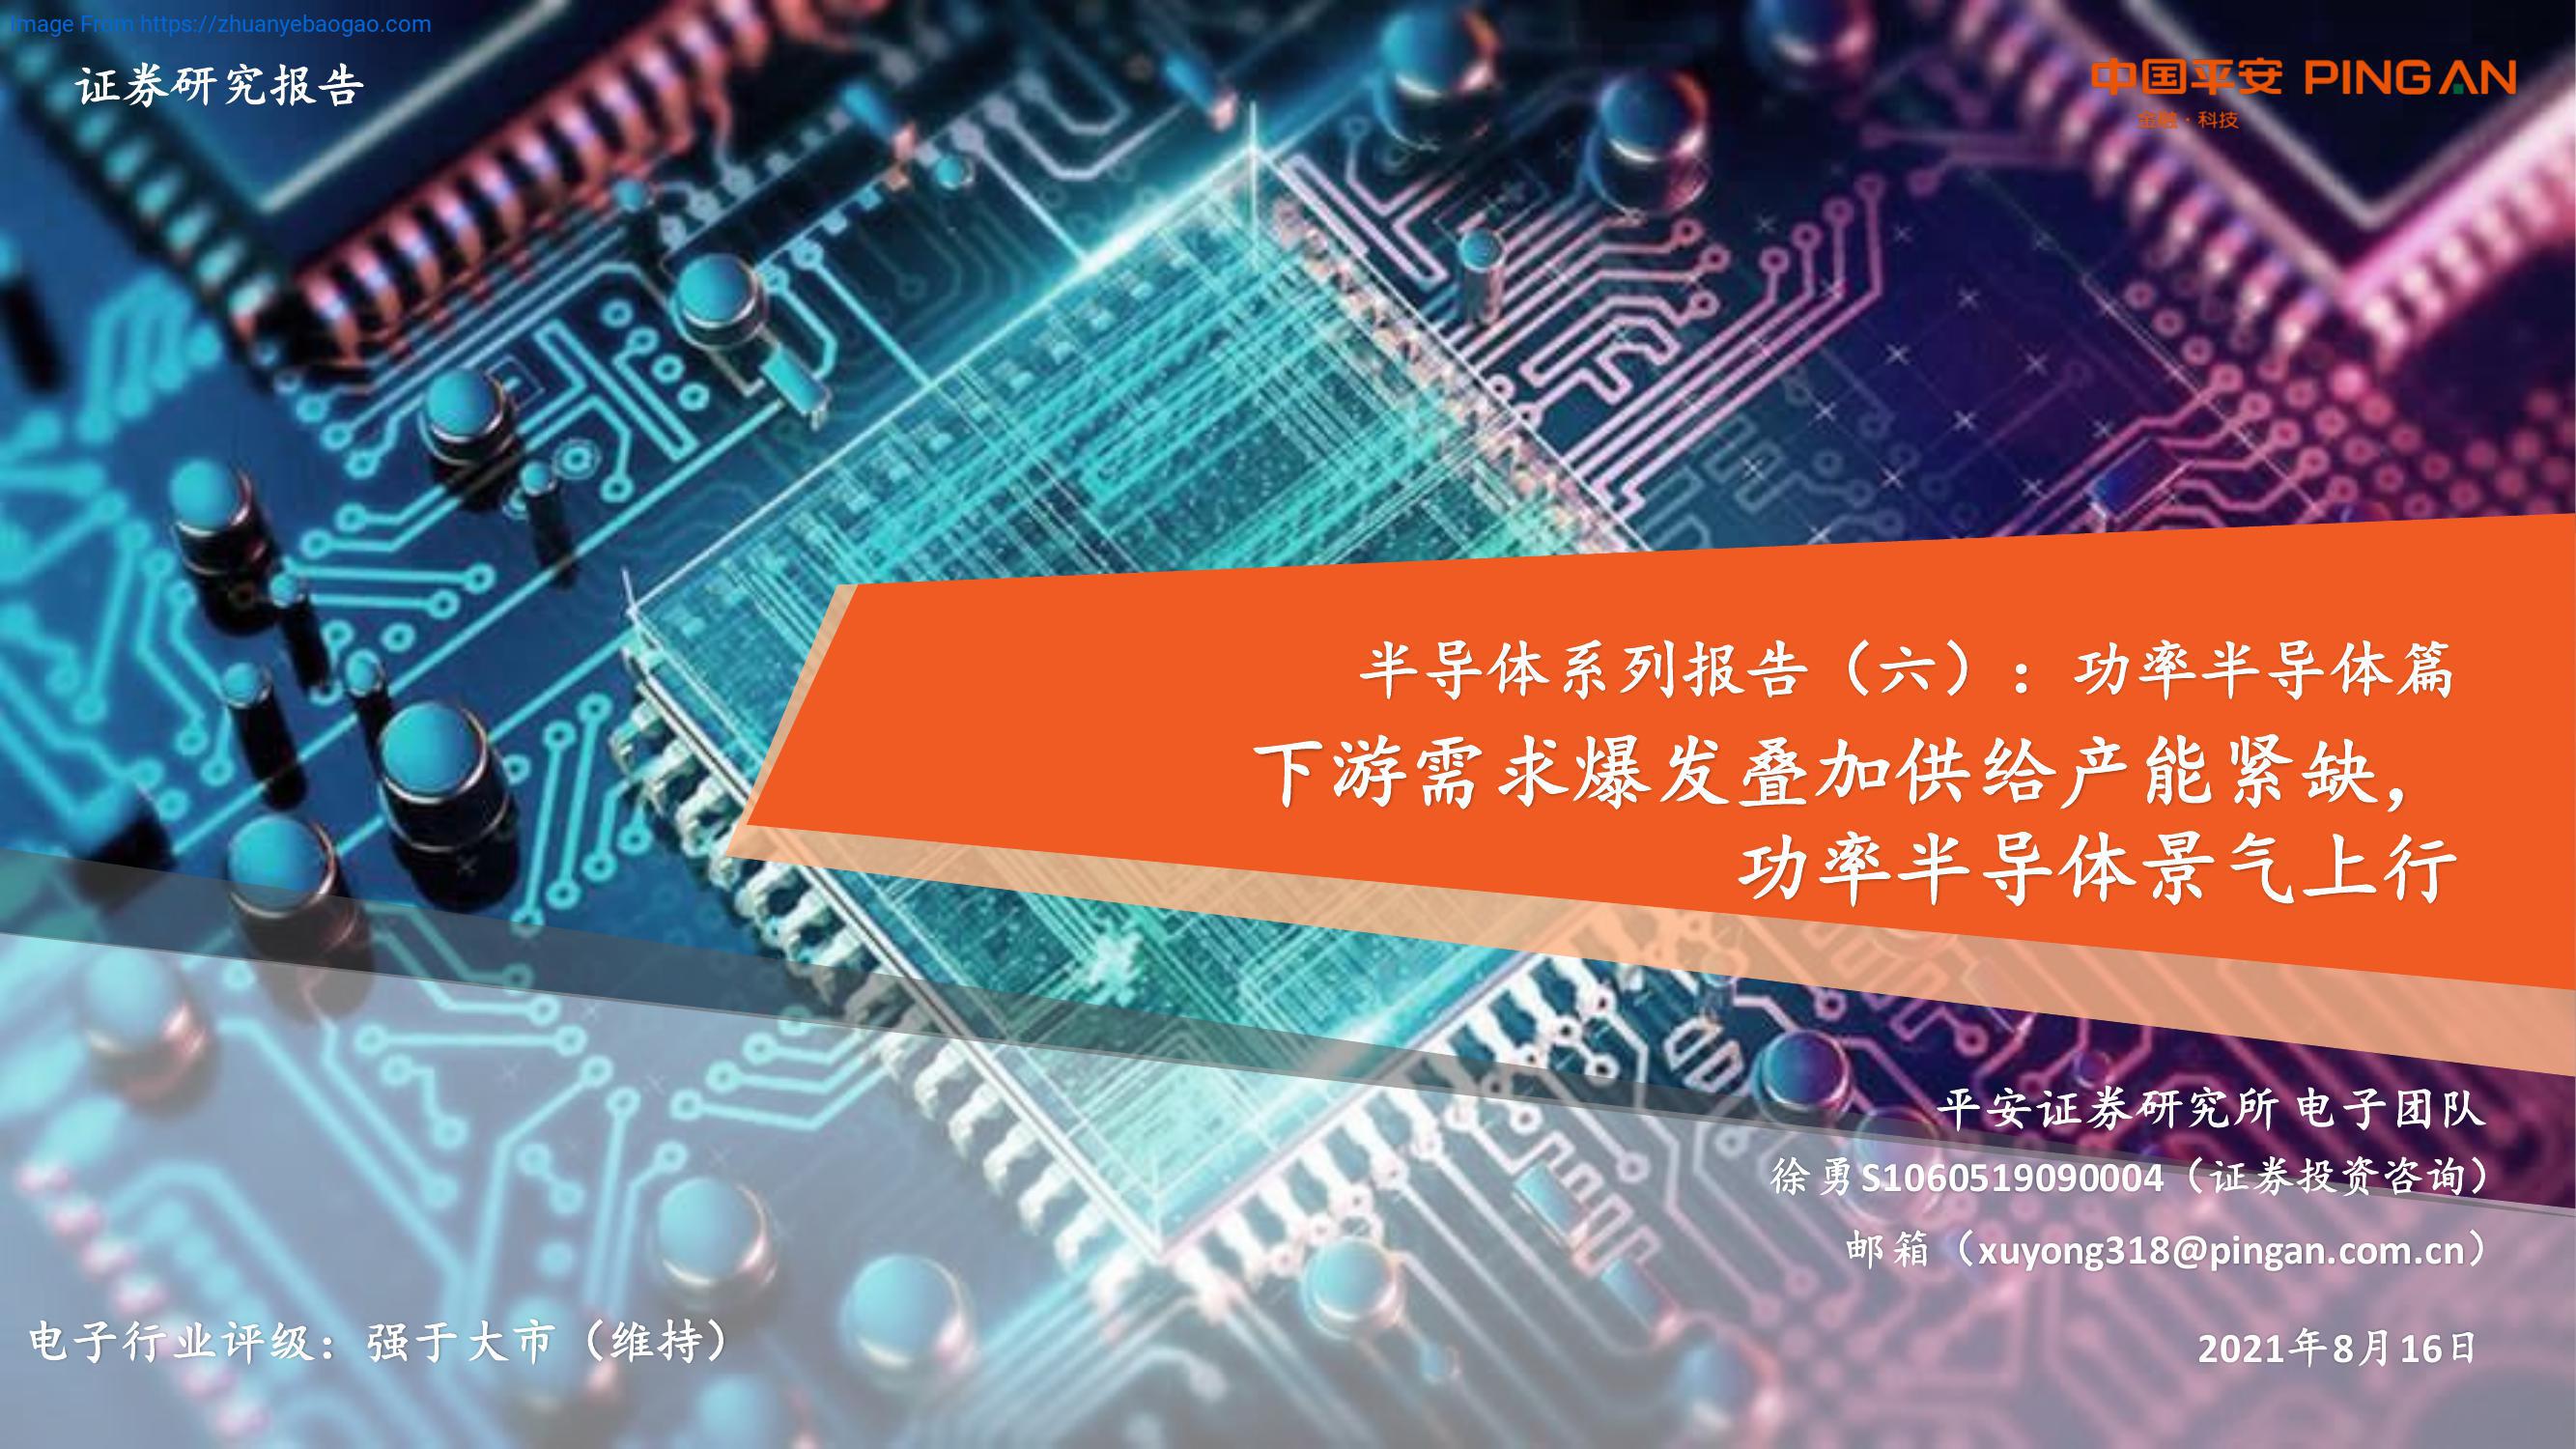 Image From https://zhuanyebaogao.com
证券研究报告
中国平安 PINGAN
金融·科技
半导体系列报告（六）：功率半导体篇
下游需求爆发叠加供给产能紧缺，
功率半导体景气上行
平安证券研究所 电子团队
徐勇S1060519090004（证券投资咨询）
邮箱（xuyong318@pingan.com.cn）
电子行业评级：强于大市（维持）
2021年8月16日